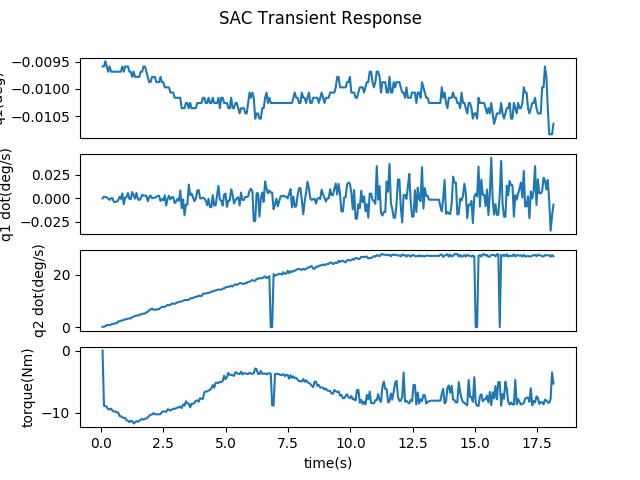 SAC Transient Response
−0.0095
−0.0100
−0.0105
q1(deg)
0.025
0.000
−0.025
q1 dot(deg/s)
20
0
q2 dot(deg/s)
0
−10
torque(Nm)
0.0 2.5 5.0 7.5 10.0 12.5 15.0 17.5
time(s)